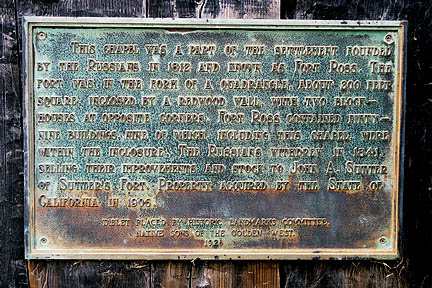 This chapel was a part of the settlement founded
by the Russians in 1812 and known as Fort Ross. The
fort was in the form of a quadrangle, about 300 feet
square, inclosed by a redwood wall, with two block-
houses at opposite corners. Fort Ross contained fifty-
nine buildings, nine of which, including this chapel, were
within the inclosure. The Russians withdrew in 1841,
selling their improvements and stock to John A. Sutter
of Sutter's Fort. Property acquired by the State of
California in 1906.
Tablet placed by Historic Landmarks Committee,
Native Sons of the Golden West.
1928